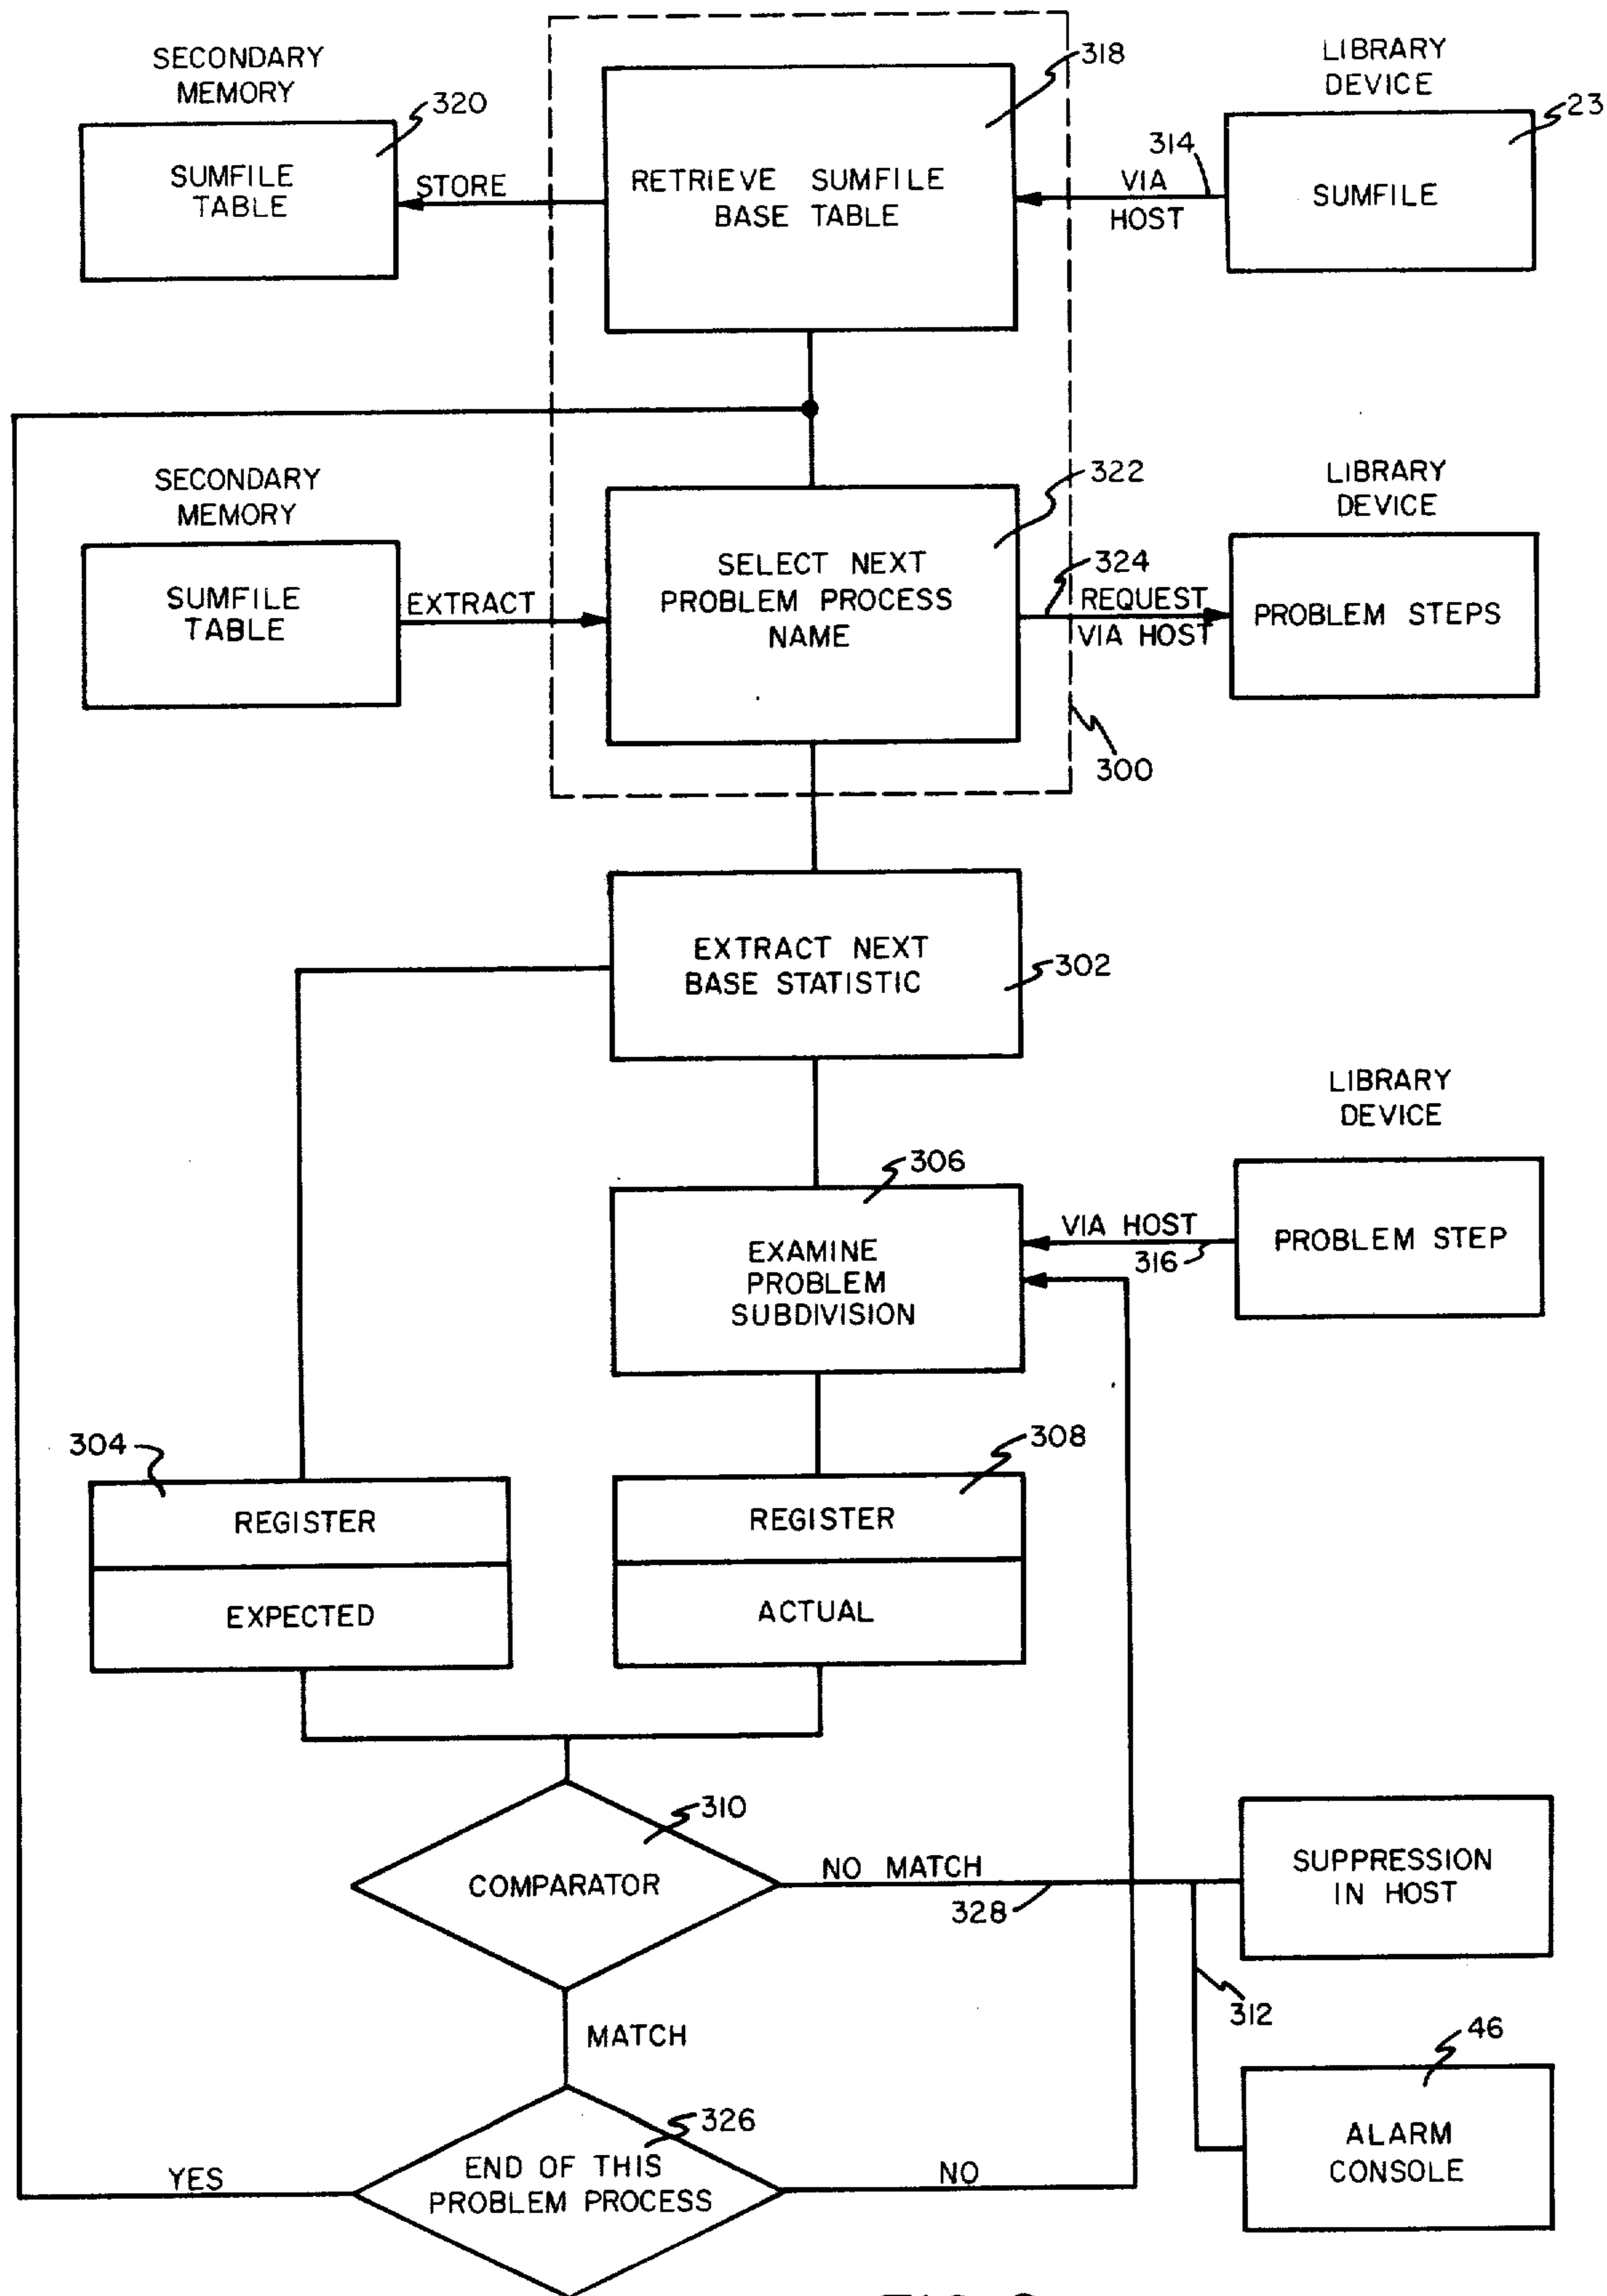 SECONDARY
MEMORY
320
SUMFILE
TABLE
STORE
318
RETRIEVE SUMFILE
BASE TABLE
LIBRARY
DEVICE
23
314
VIA
HOST
SUMFILE
SECONDARY
MEMORY
SUMFILE
TABLE
EXTRACT
322
SELECT NEXT
PROBLEM PROCESS
NAME
324
REQUEST
VIA HOST
LIBRARY
DEVICE
PROBLEM STEPS
300
EXTRACT NEXT
BASE STATISTIC
302
LIBRARY
DEVICE
306
EXAMINE
PROBLEM
SUBDIVISION
VIA HOST
316
PROBLEM STEP
304
REGISTER
EXPECTED
308
REGISTER
ACTUAL
310
COMPARATOR
NO MATCH
328
SUPPRESSION
IN HOST
312
MATCH
46
ALARM
CONSOLE
326
END OF THIS
PROBLEM PROCESS
YES
NO